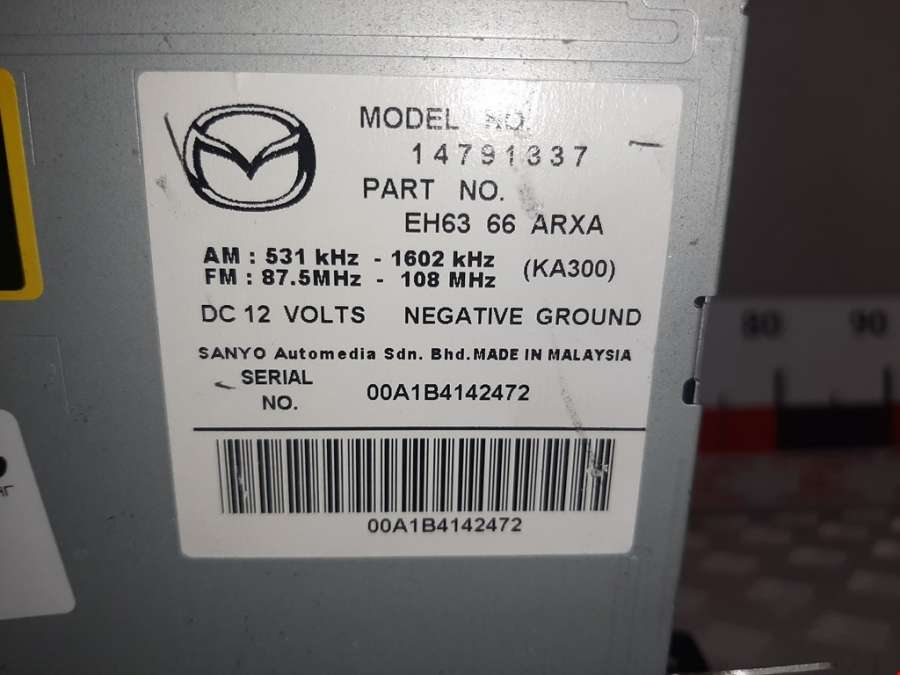 MODEL NO.
14791337
PART NO.
EH63 66 ARXA
AM : 531 kHz - 1602 kHz
FM : 87.5MHz - 108 MHz
(KA300)
DC 12 VOLTS NEGATIVE GROUND
SANYO Automedia Sdn. Bhd. MADE IN MALAYSIA
SERIAL
NO.
00A1B4142472
00A1B4142472
80 90